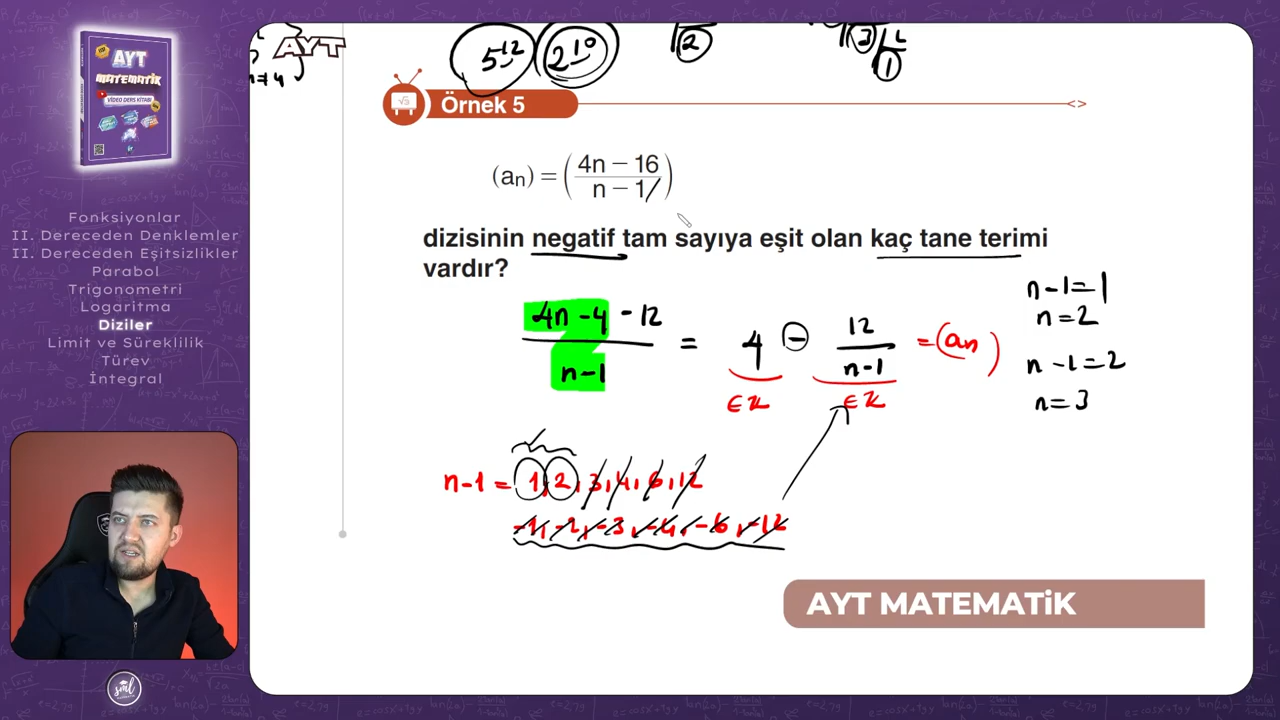 AYT
5¹² 2¹⁰ 2 3 1
AYT
MATEMATİK
VİDEO DERS KİTABI
Örnek 5
(aₙ) = ( 4n – 16 / n – 1 )
dizisinin negatif tam sayıya eşit olan kaç tane terimi
vardır?
Fonksiyonlar
II. Dereceden Denklemler
II. Dereceden Eşitsizlikler
Parabol
Trigonometri
Logaritma
Diziler
Limit ve Süreklilik
Türev
İntegral
4n - 4 - 12 / n - 1 = 4 - 12 / n - 1 = (an)
∈Z ∈Z
n-1=1
n=2
n-1=2
n=3
n-1 = 1, 2, 3, 4, 6, 12
-1, -2, -3, -4, -6, -12
AYT MATEMATİK
sml